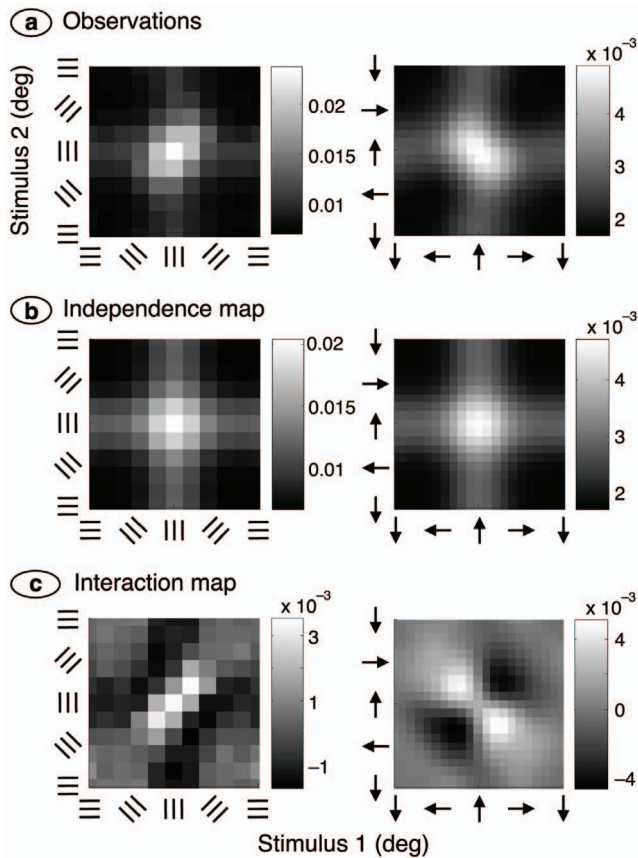 a Observations
Stimulus 2 (deg)
0.02
0.015
0.01
x 10⁻³
4
3
2
b Independence map
0.02
0.015
0.01
x 10⁻³
4
3
2
c Interaction map
x 10⁻³
3
1
−1
x 10⁻³
4
0
−4
Stimulus 1 (deg)